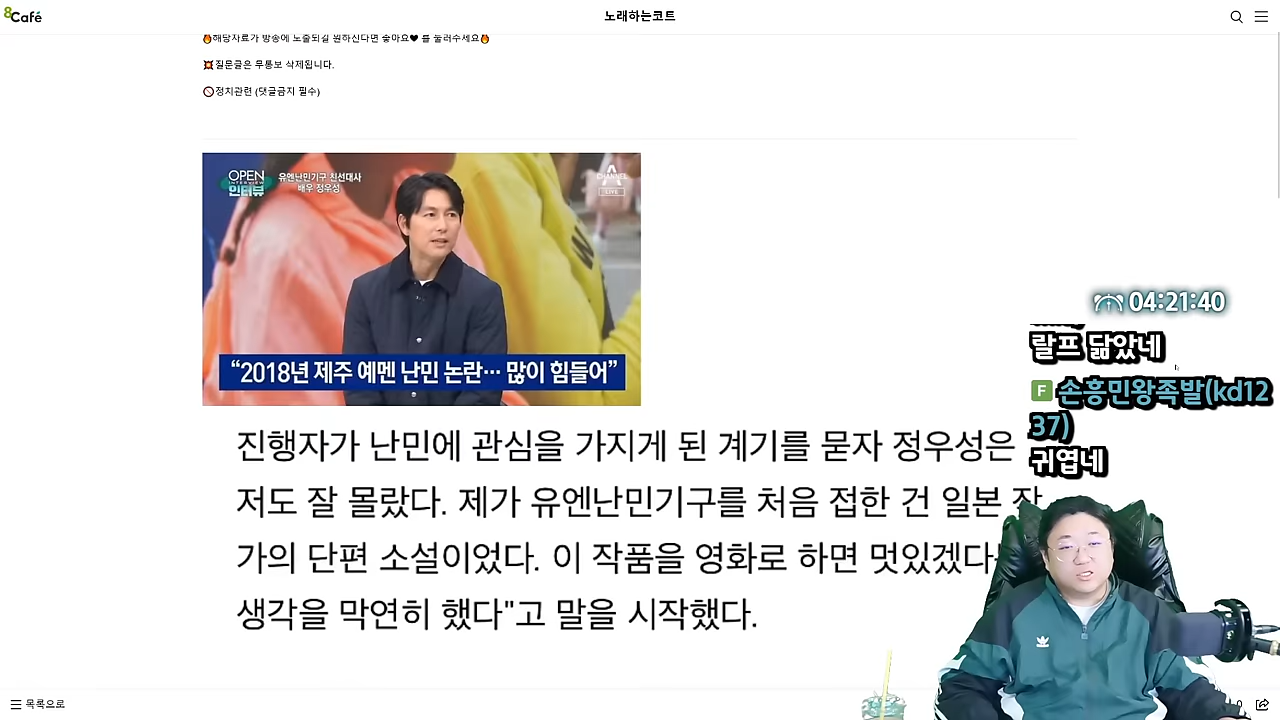 8Café
노래하는코트
🔥해당자료가 방송에 노출되길 원하신다면 좋아요❤ 를 눌러주세요🔥
💥질문글은 무통보 삭제됩니다.
🚫정치관련 (댓글금지 필수)
OPEN
INTERVIEW
인터뷰
유엔난민기구 친선대사
배우 정우성
CHANNEL
LIVE
“2018년 제주 예멘 난민 논란… 많이 힘들어”
진행자가 난민에 관심을 가지게 된 계기를 묻자 정우성은
저도 잘 몰랐다. 제가 유엔난민기구를 처음 접한 건 일본 작
가의 단편 소설이었다. 이 작품을 영화로 하면 멋있겠다
생각을 막연히 했다"고 말을 시작했다.
04:21:40
랄프 닮았네
F 손흥민왕족발(kd12
37)
귀엽네
목록으로